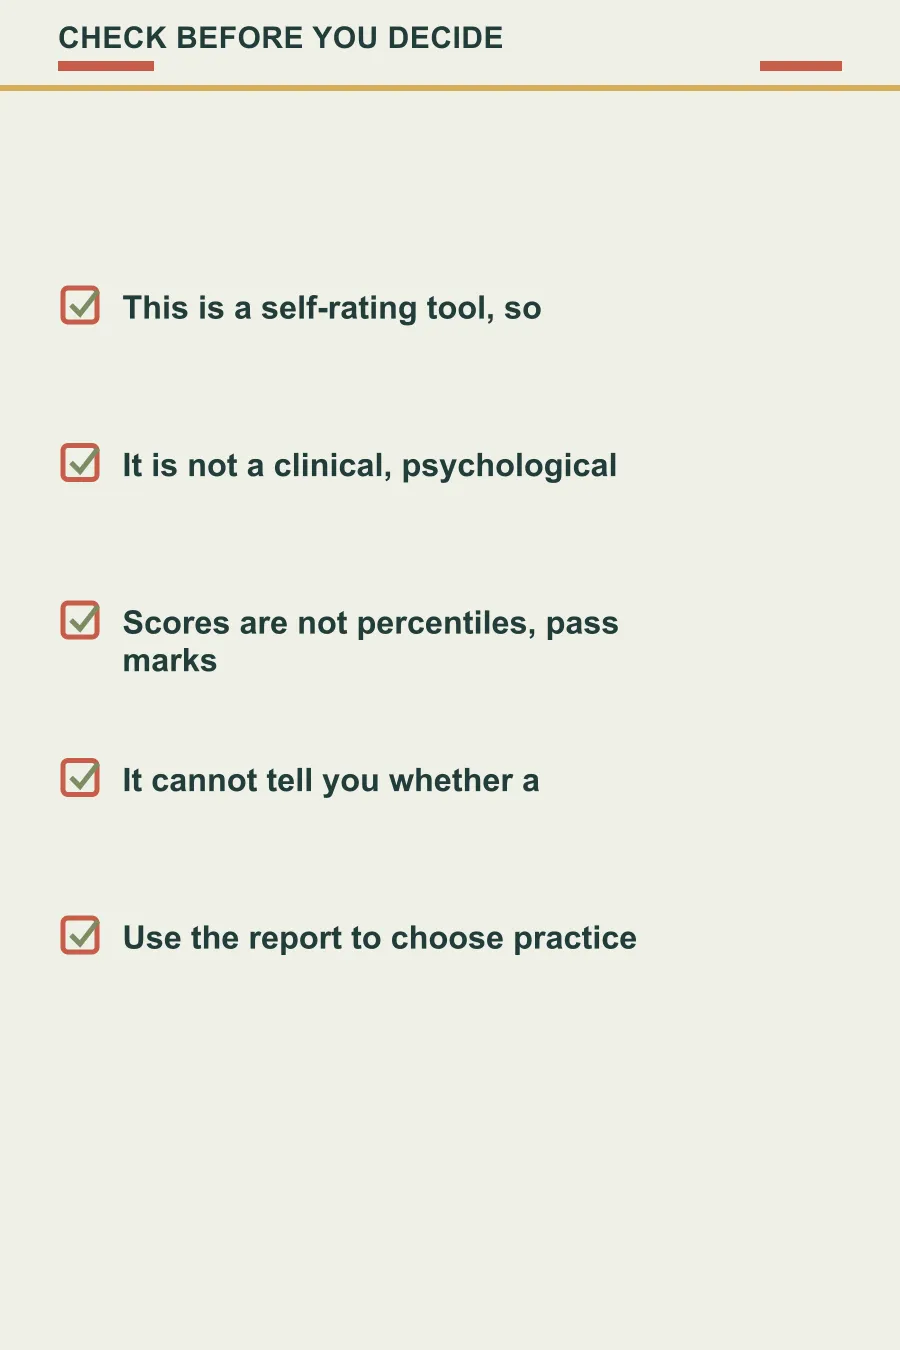 CHECK BEFORE YOU DECIDE
This is a self-rating tool, so
It is not a clinical, psychological
Scores are not percentiles, pass
marks
It cannot tell you whether a
Use the report to choose practice